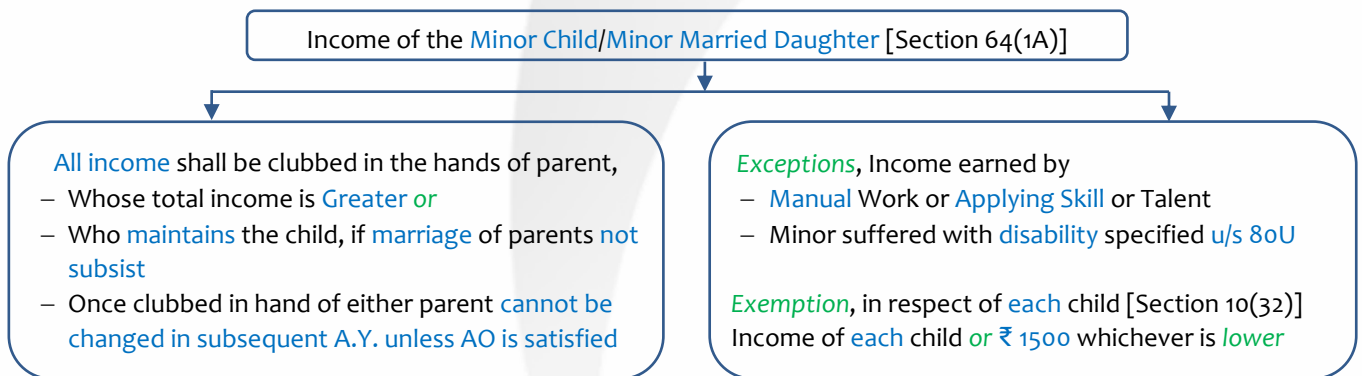 Income of the Minor Child/Minor Married Daughter [Section 64(1A)]
All income shall be clubbed in the hands of parent,
– Whose total income is Greater or
– Who maintains the child, if marriage of parents not
subsist
– Once clubbed in hand of either parent cannot be
changed in subsequent A.Y. unless AO is satisfied
Exceptions, Income earned by
– Manual Work or Applying Skill or Talent
– Minor suffered with disability specified u/s 80U
Exemption, in respect of each child [Section 10(32)]
Income of each child or ₹ 1500 whichever is lower